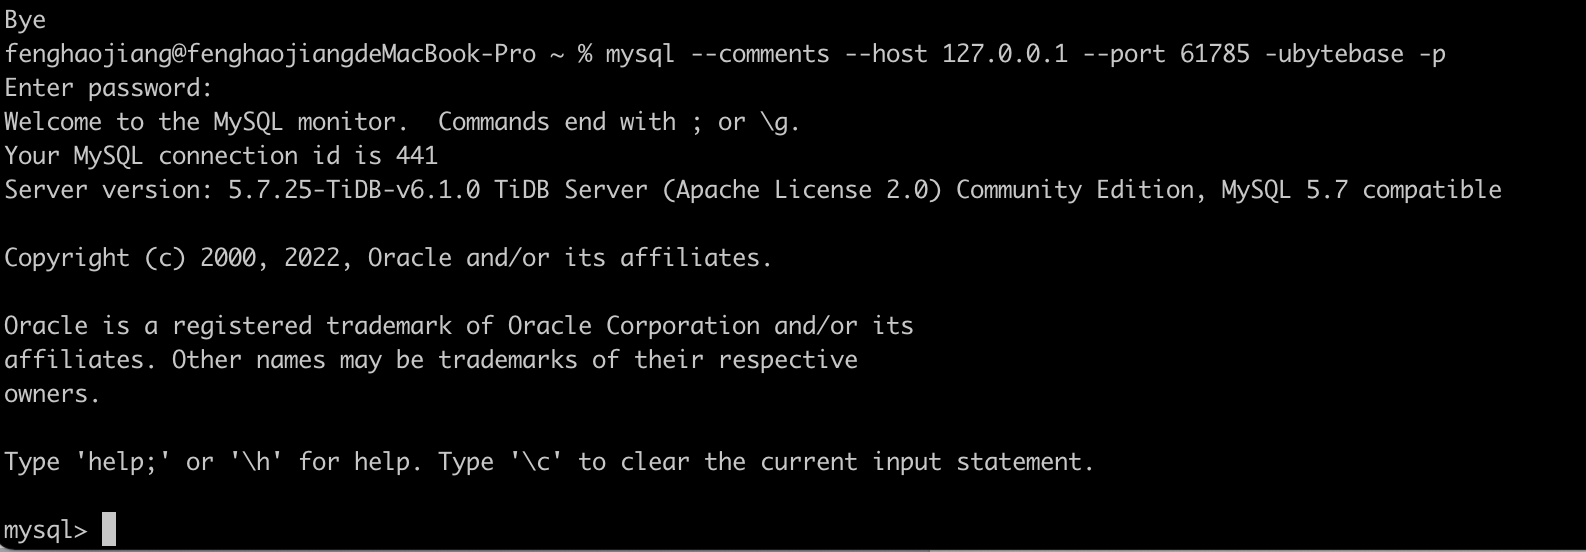 Bye
fenghaojiang@fenghaojiangdeMacBook-Pro ~ % mysql --comments --host 127.0.0.1 --port 61785 -ubytebase -p
Enter password:
Welcome to the MySQL monitor.  Commands end with ; or \g.
Your MySQL connection id is 441
Server version: 5.7.25-TiDB-v6.1.0 TiDB Server (Apache License 2.0) Community Edition, MySQL 5.7 compatible
Copyright (c) 2000, 2022, Oracle and/or its affiliates.
Oracle is a registered trademark of Oracle Corporation and/or its
affiliates. Other names may be trademarks of their respective
owners.
Type 'help;' or '\h' for help. Type '\c' to clear the current input statement.
mysql>